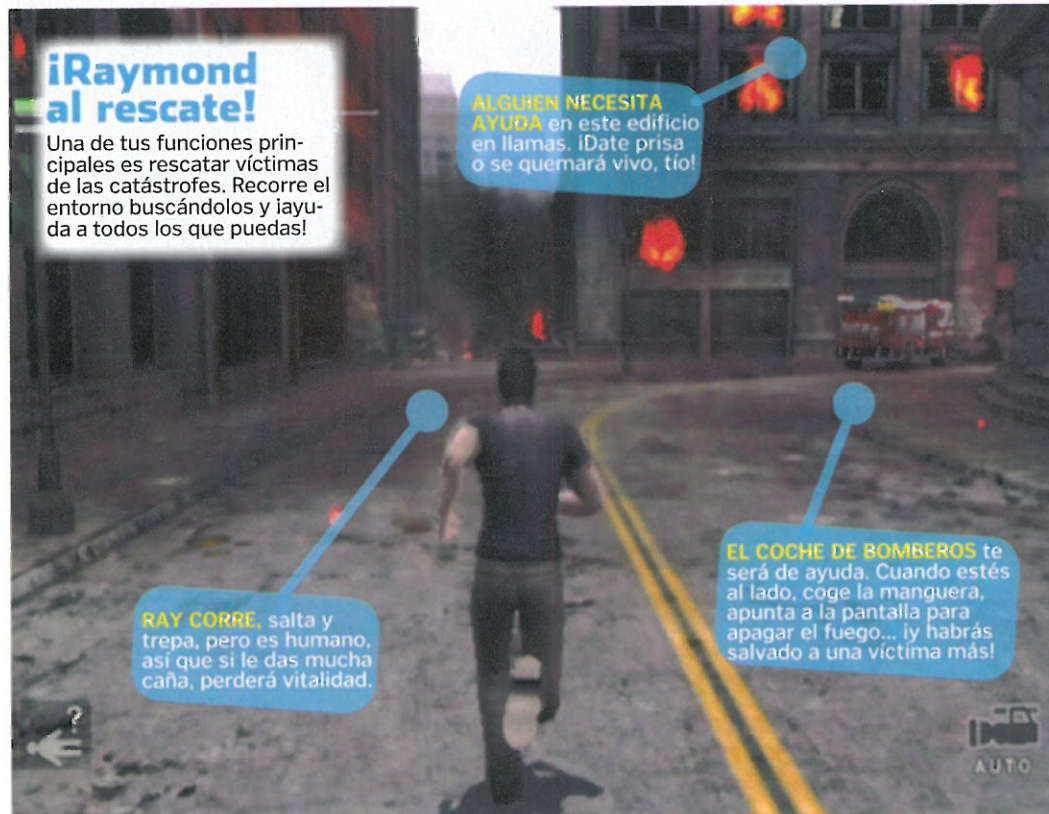 ¡Raymond
al rescate!
Una de tus funciones prin-
cipales es rescatar víctimas
de las catástrofes. Recorre el
entorno buscándolos y ¡ayu-
da a todos los que puedas!
ALGUIEN NECESITA
AYUDA en este edificio
en llamas. ¡Date prisa
o se quemará vivo, tío!
RAY CORRE, salta y
trepa, pero es humano,
así que si le das mucha
caña, perderá vitalidad.
EL COCHE DE BOMBEROS te
será de ayuda. Cuando estés
al lado, coge la manguera,
apunta a la pantalla para
apagar el fuego... ¡y habrás
salvado a una víctima más!
?
AUTO